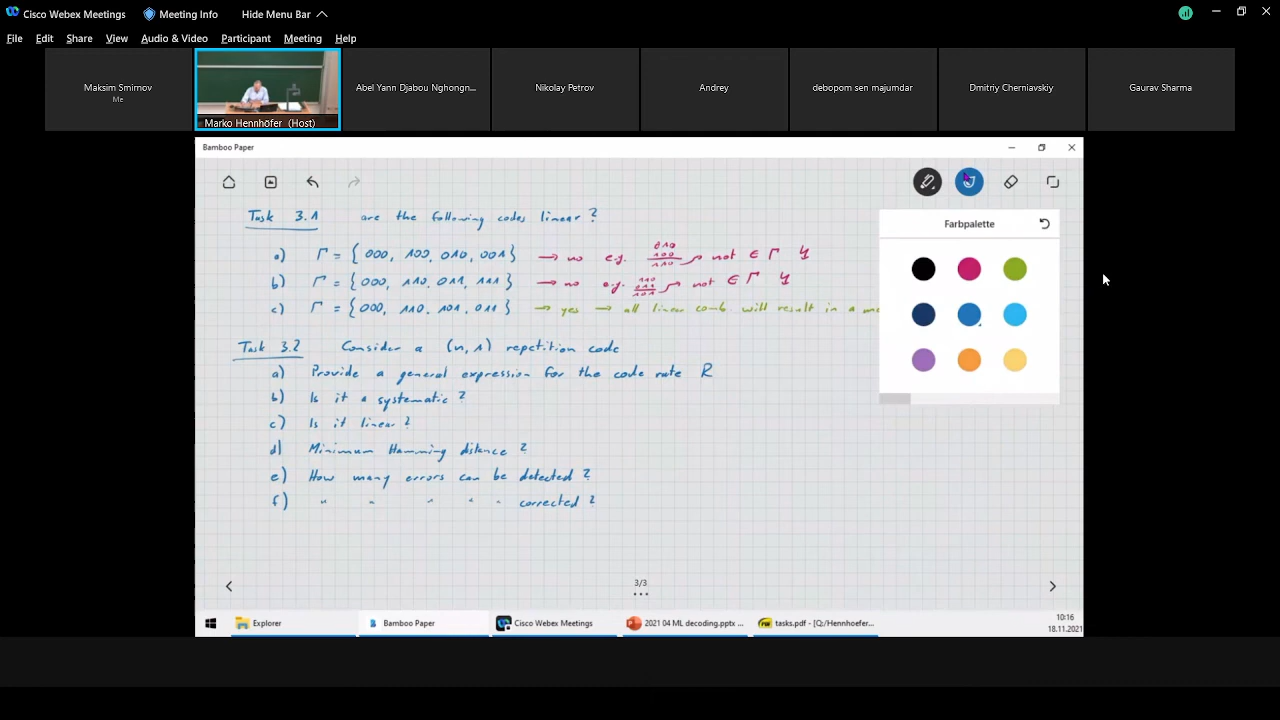 Cisco Webex Meetings Meeting Info Hide Menu Bar
File Edit Share View Audio & Video Participant Meeting Help
Maksim Smirnov
Me
Marko Hennhöfer (Host)
Abel Yann Djabou Nghongn...
Nikolay Petrov
Andrey
debopom sen majumdar
Dmitriy Cherniavskiy
Gaurav Sharma
Bamboo Paper
Farbpalette
Task 3.1 are the following codes linear ?
a) Γ = { 000, 100, 010, 001 } → no e.g. 010 100 110 → not ∈ Γ ↯
b) Γ = { 000, 110, 011, 111 } → no e.g. 110 011 101 → not ∈ Γ ↯
c) Γ = { 000, 110, 101, 011 } → yes → all linear comb will result in a
Task 3.2 Consider a (n,1) repetition code
a) Provide a general expression for the code rate R
b) Is it a systematic ?
c) Is it linear ?
d) Minimum Hamming distance ?
e) How many errors can be detected ?
f) " " " " " corrected ?
3/3
Explorer Bamboo Paper Cisco Webex Meetings 2021 04 ML decoding.pptx ... tasks.pdf - [Q:/Hennhoefer...
10:16
18.11.2021